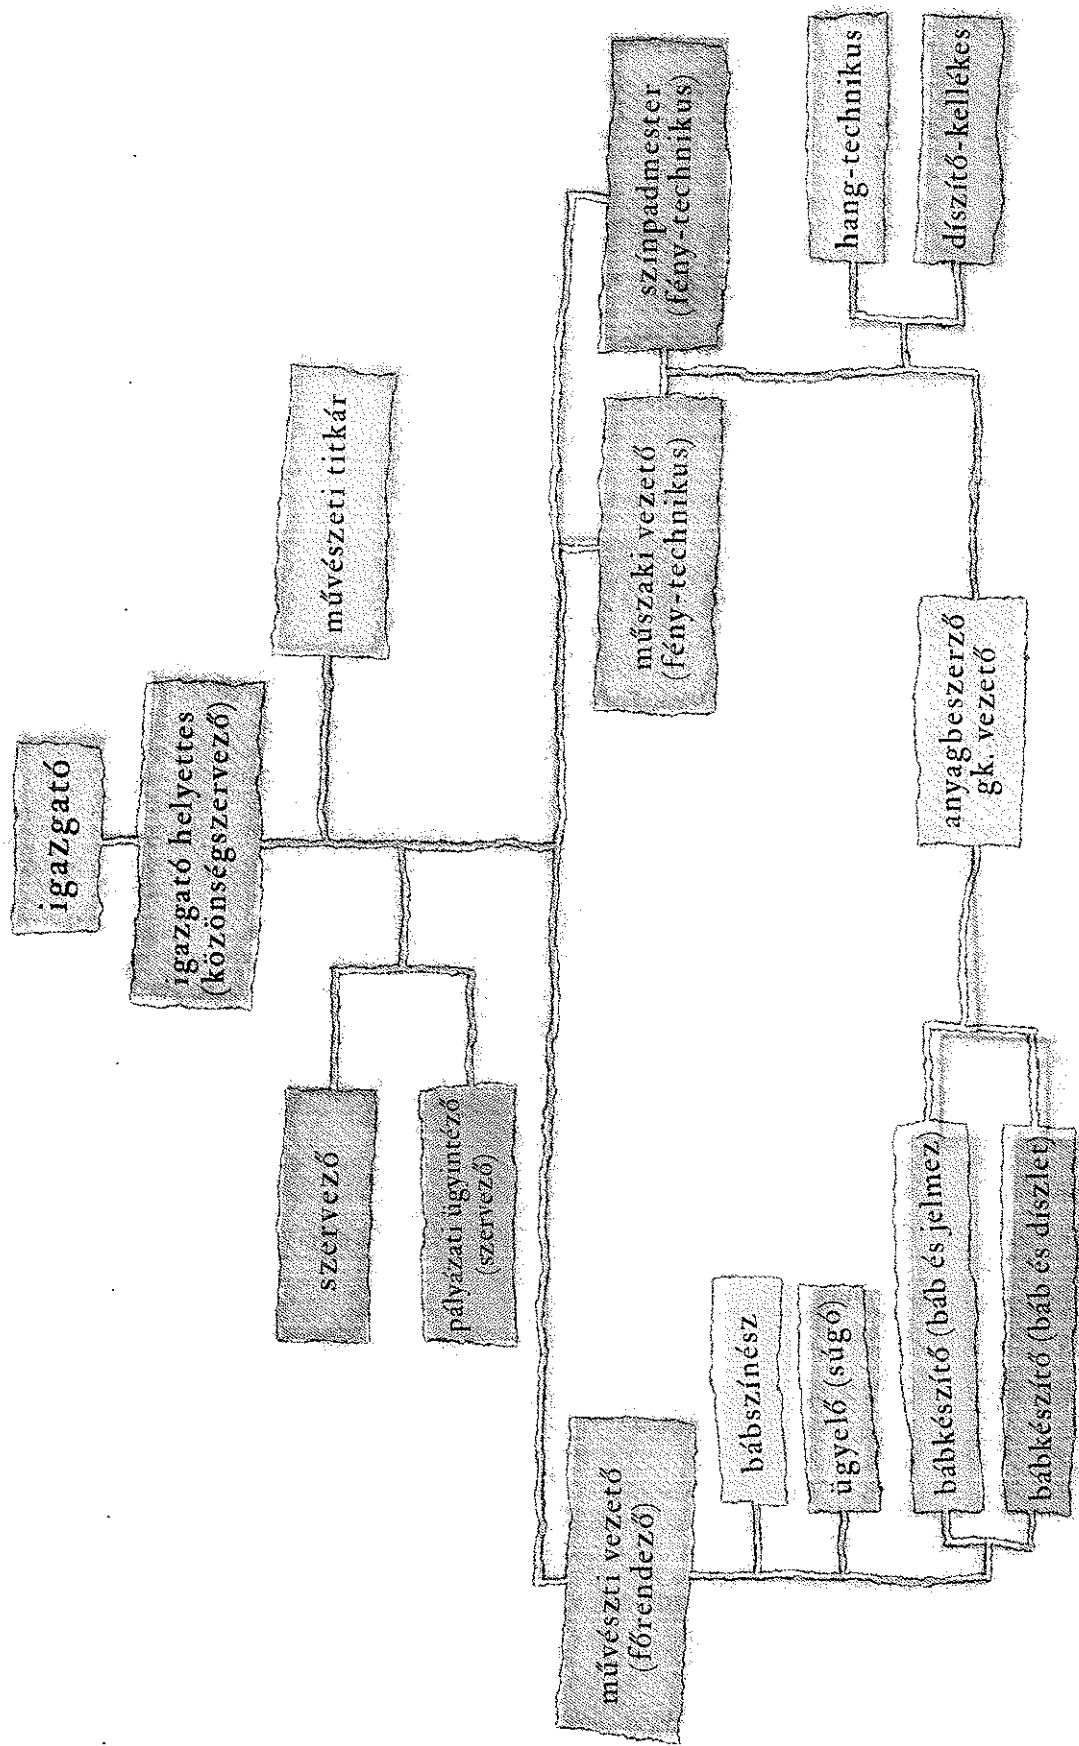 igazgató
igazgató helyettes
(közönségszervező)
művészeti titkár
szervező
pályázati ügyintéző
(szervező)
művészti vezető
(főrendező)
műszaki vezető
(fény-technikus)
színpadmester
(fény-technikus)
bábszínész
ügyelő (súgó)
bábkészítő (báb és jelmez)
bábkészítő (báb és díszlet)
anyagbeszerző
gk. vezető
hang-technikus
díszítő-kellékes